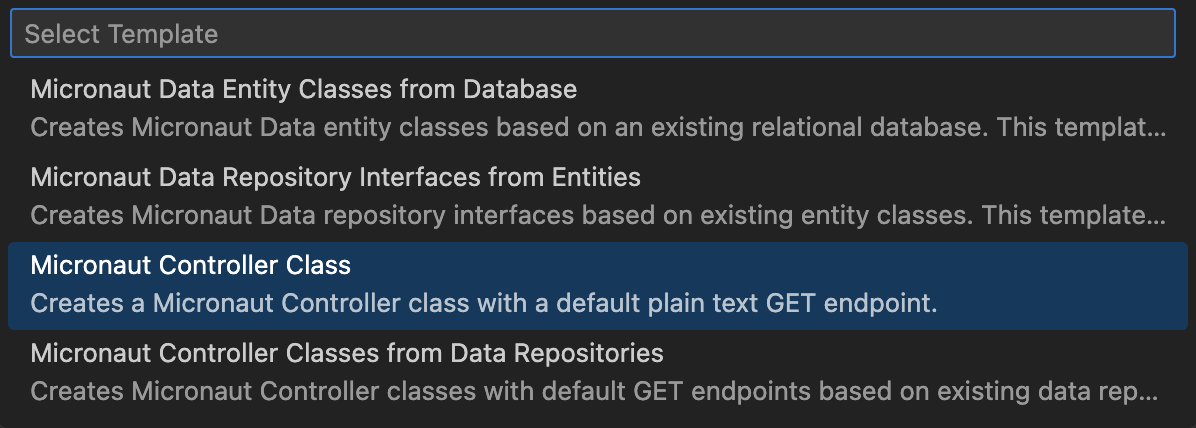 Select Template
Micronaut Data Entity Classes from Database
Creates Micronaut Data entity classes based on an existing relational database. This templat...
Micronaut Data Repository Interfaces from Entities
Creates Micronaut Data repository interfaces based on existing entity classes. This template...
Micronaut Controller Class
Creates a Micronaut Controller class with a default plain text GET endpoint.
Micronaut Controller Classes from Data Repositories
Creates Micronaut Controller classes with default GET endpoints based on existing data rep...